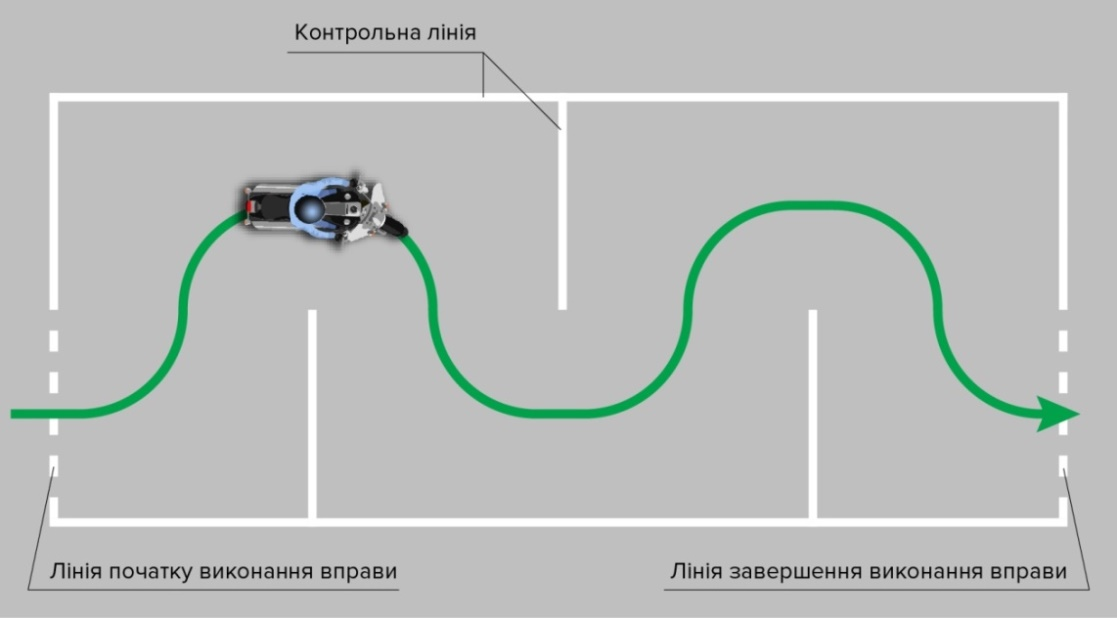 Контрольна лінія
Лінія початку виконання вправи
Лінія завершення виконання вправи